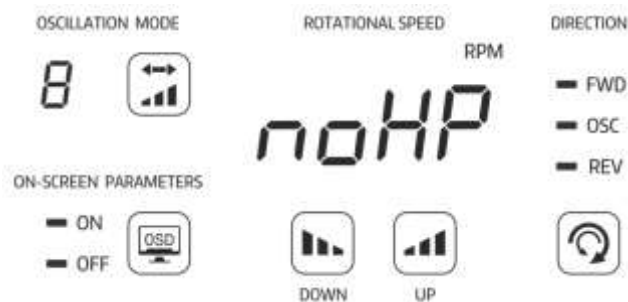 OSCILLATION MODE
ROTATIONAL SPEED
DIRECTION
RPM
8
noHP
FWD
OSC
REV
ON-SCREEN PARAMETERS
ON
OFF
OSD
DOWN
UP